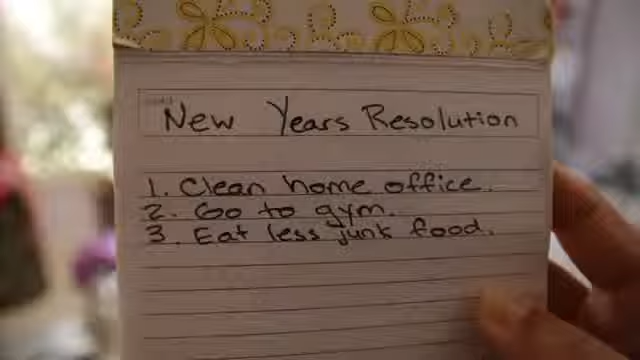 New Years Resolution
1. Clean home office.
2. Go to gym.
3. Eat less junk food.